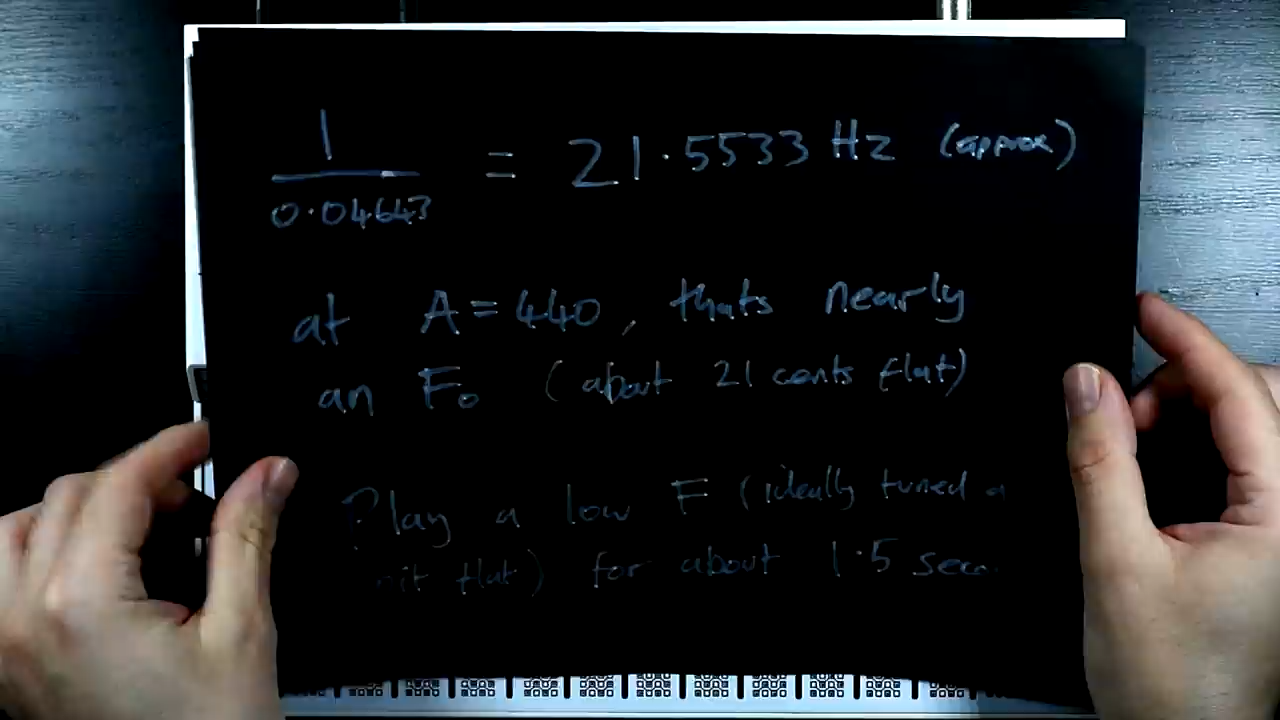 1
0.04643
= 21.5533 Hz (approx)
at A=440, thats nearly
an F0 (about 21 cents flat)
Play a low F (ideally tuned a
flat) for about 1.5